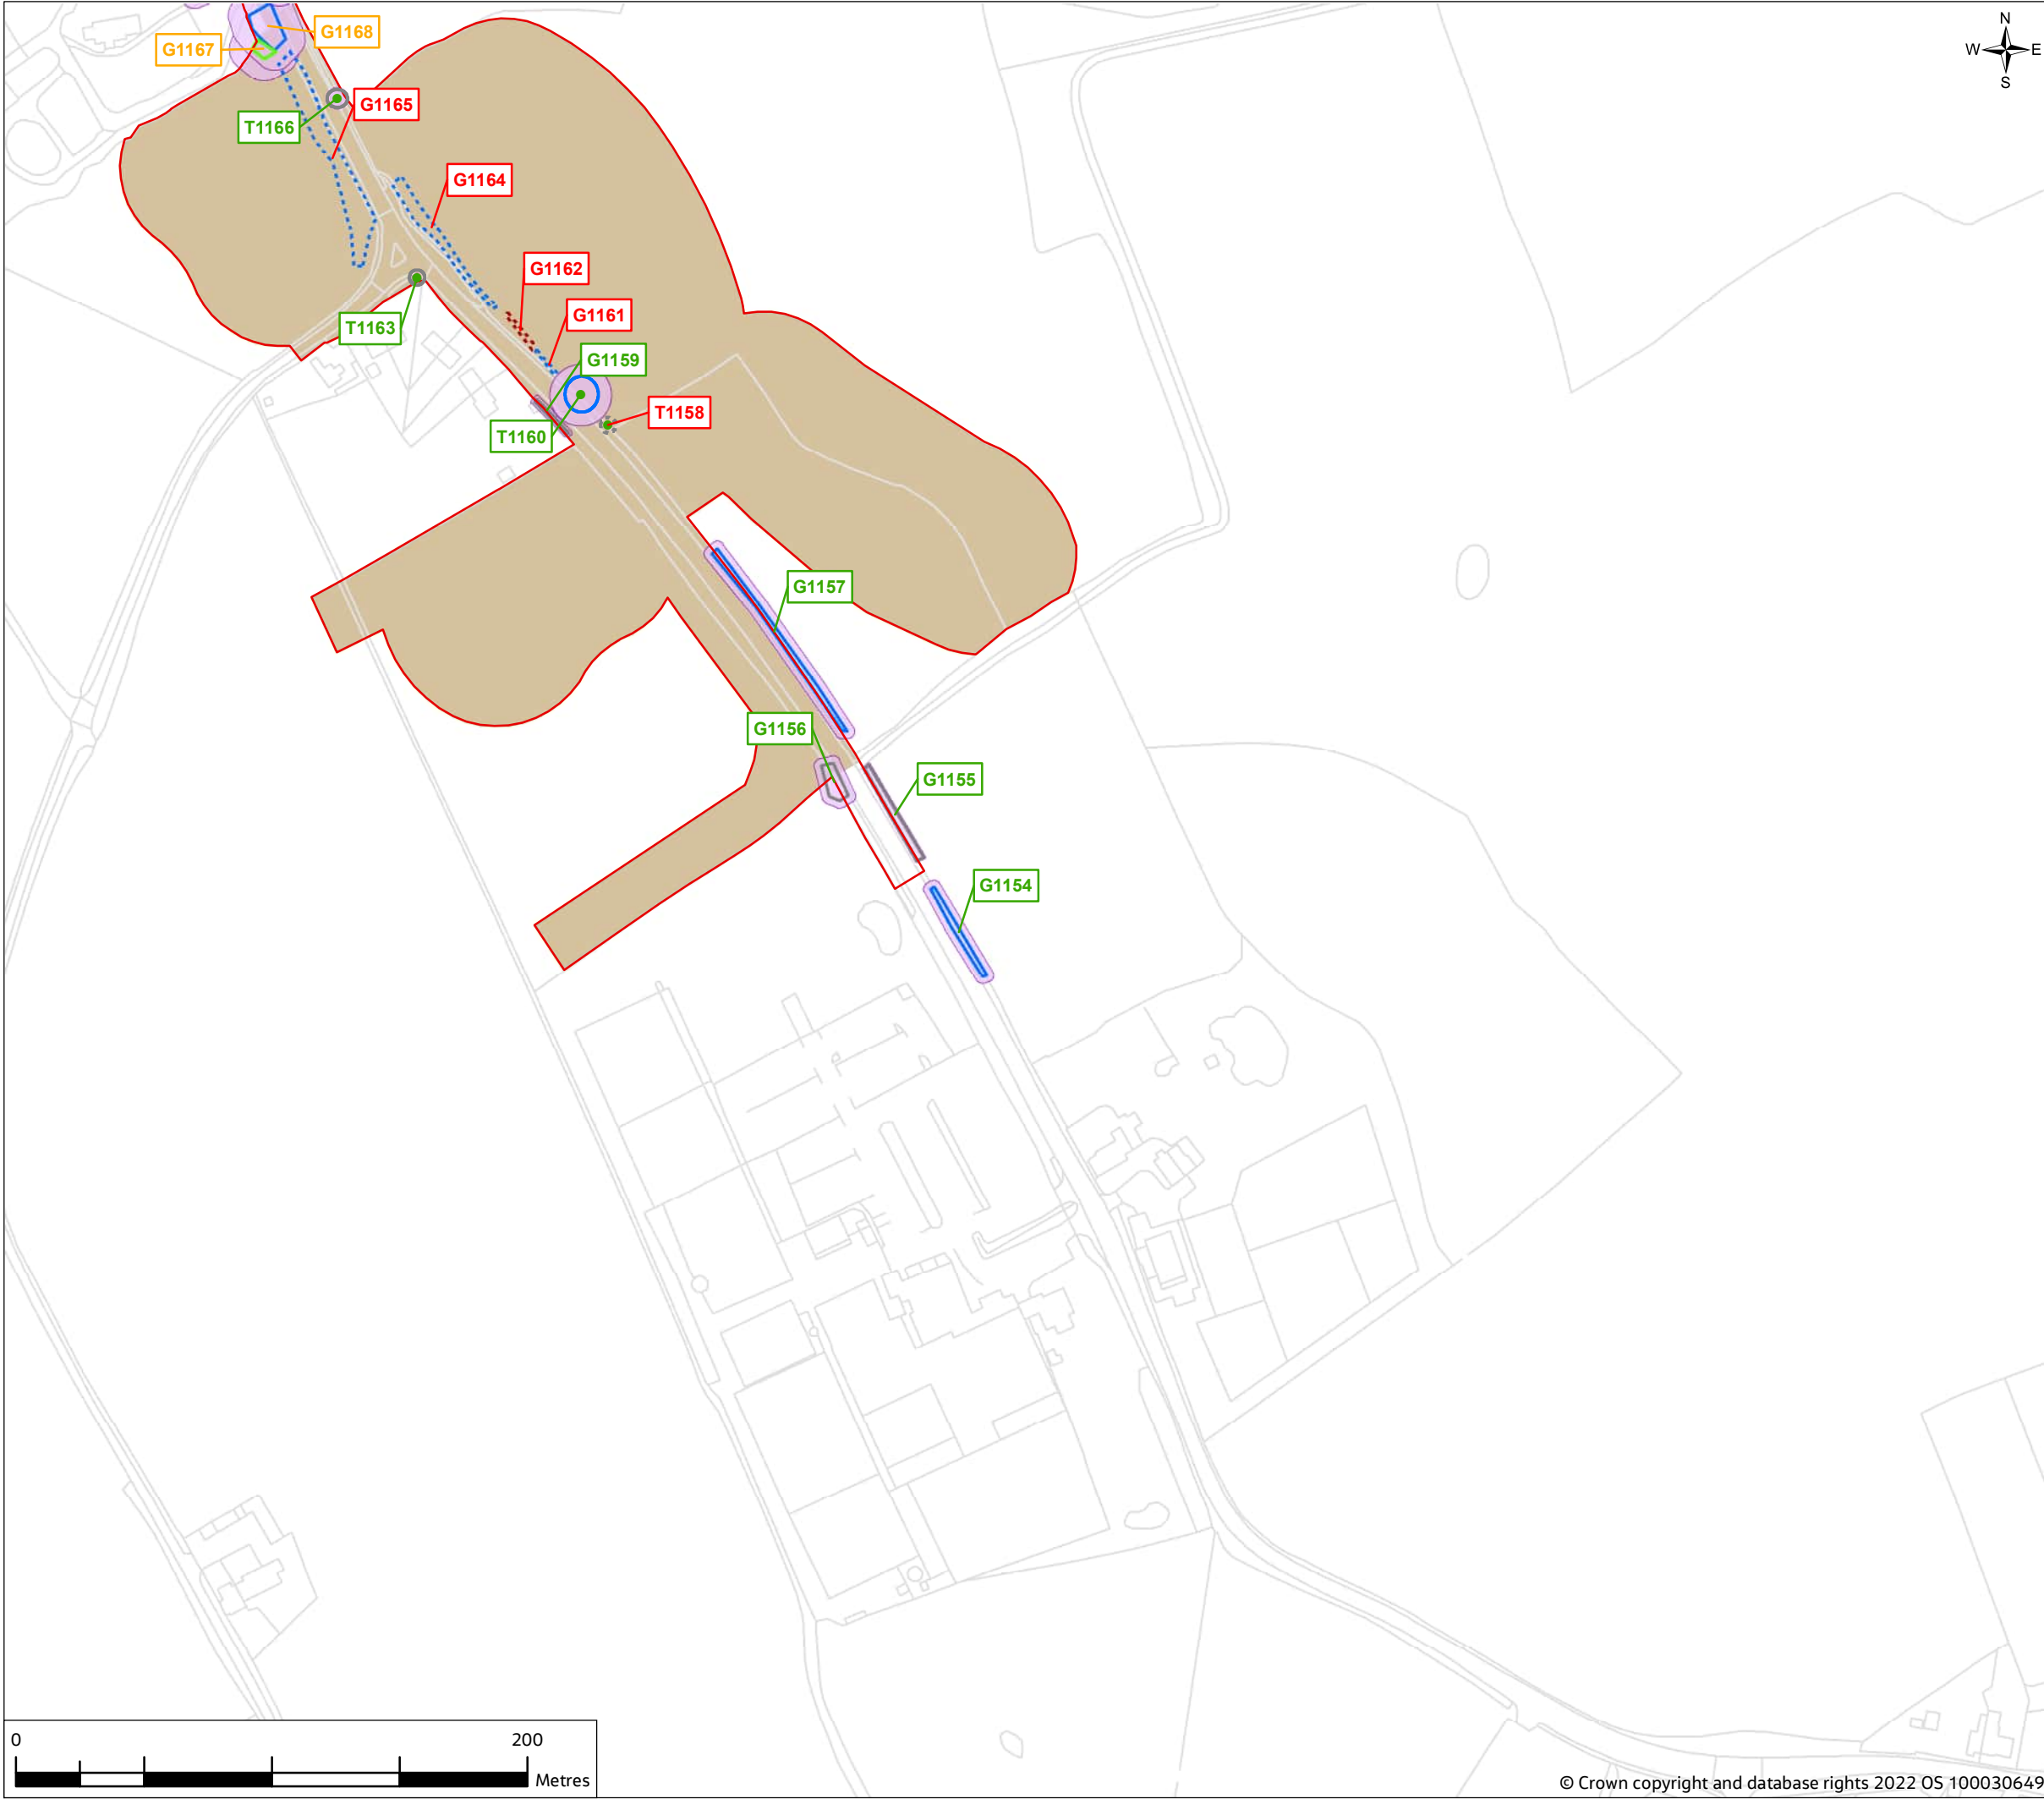 N
W E
S
G1168
G1167
G1165
T1166
G1164
G1162
G1161
T1163
G1159
T1158
T1160
G1157
G1156
G1155
G1154
0 200
Metres
© Crown copyright and database rights 2022 OS 100030649